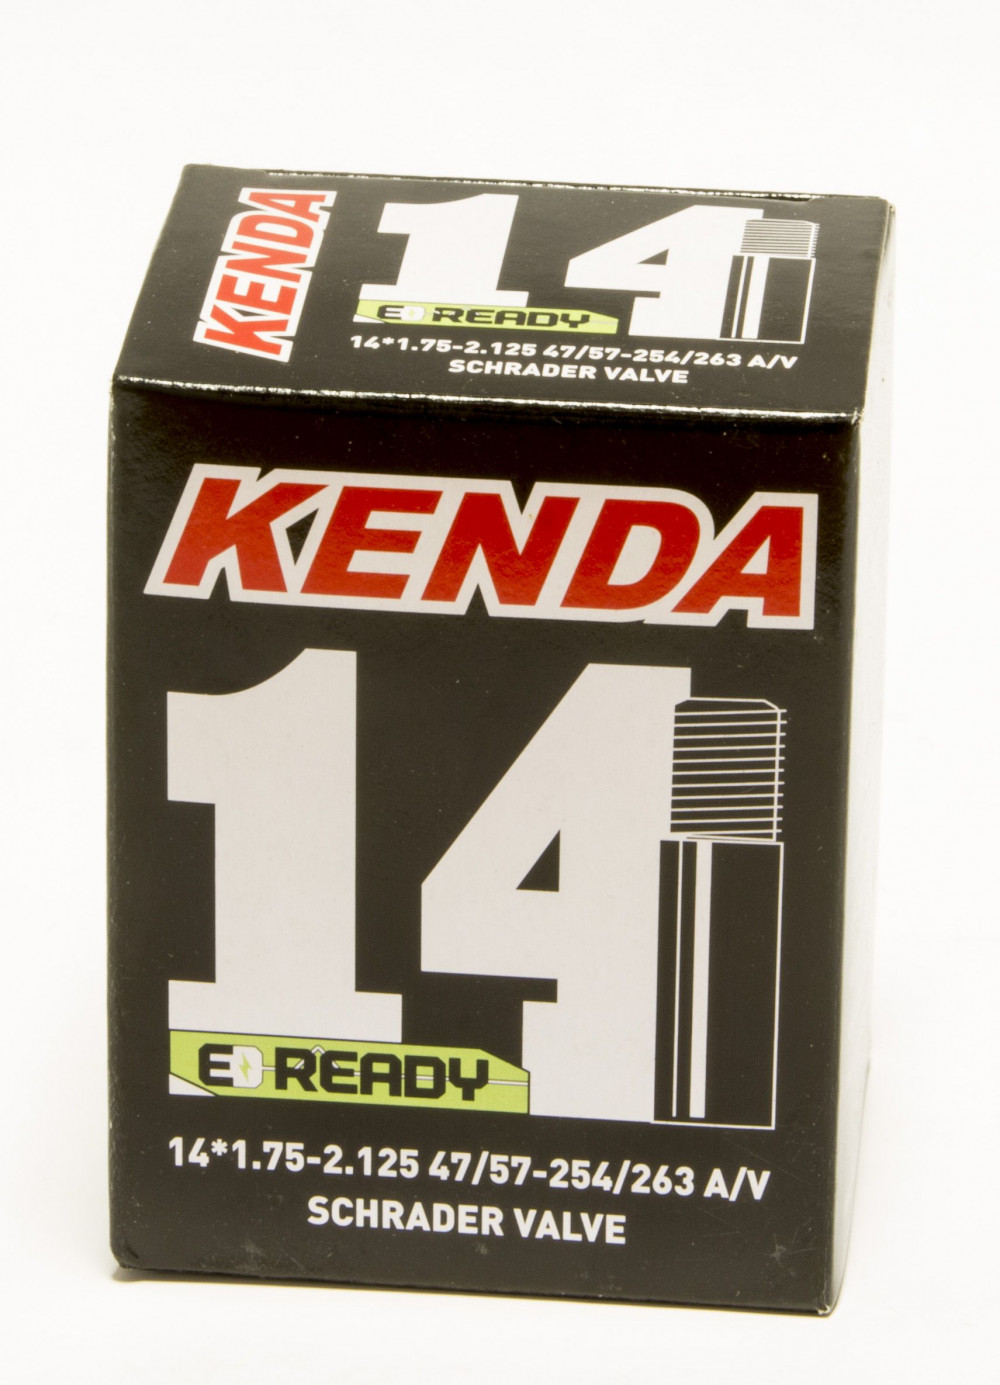 KENDA
14
E READY
14*1.75-2.125 47/57-254/263 A/V
SCHRADER VALVE
KENDA
14
E READY
14*1.75-2.125 47/57-254/263 A/V
SCHRADER VALVE